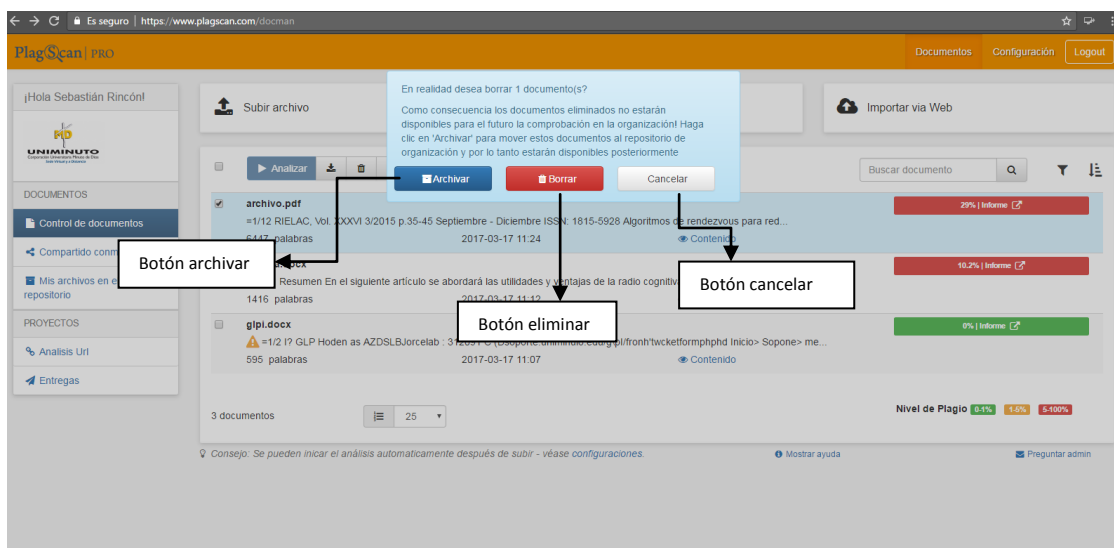 Es seguro | https://www.plagscan.com/docman
PlagScan | PRO
Documentos Configuración Logout
¡Hola Sebastián Rincón!
UNIMINUTO
DOCUMENTOS
Control de documentos
Compartido conm
Mis archivos en e
repositorio
PROYECTOS
Analisis Url
Entregas
Subir archivo
Importar via Web
En realidad desea borrar 1 documento(s)?
Como consecuencia los documentos eliminados no estarán
disponibles para el futuro la comprobación en la organización! Haga
clic en 'Archivar' para mover estos documentos al repositorio de
organización y por lo tanto estarán disponibles posteriormente
Archivar Borrar Cancelar
Analizar
Buscar documento
archivo.pdf
29% | Informe
=1/12 RIELAC, Vol. XXXVI 3/2015 p.35-45 Septiembre - Diciembre ISSN: 1815-5928 Algoritmos de rendezvous para red...
6447 palabras 2017-03-17 11:24 Contenido
10.2% | Informe
Resumen En el siguiente artículo se abordará las utilidades y ventajas de la radio cognitiv
1416 palabras 2017-03-17 11:12
glpi.docx
0% | Informe
=1/2 I? GLP Hoden as AZDSLBJorcelab :
me...
595 palabras 2017-03-17 11:07 Contenido
Botón archivar
Botón eliminar
Botón cancelar
3 documentos 25
Nivel de Plagio 0-1% 1-5% 5-100%
Consejo: Se pueden inicar el análisis automaticamente después de subir - véase configuraciones.
Mostrar ayuda
Preguntar admin